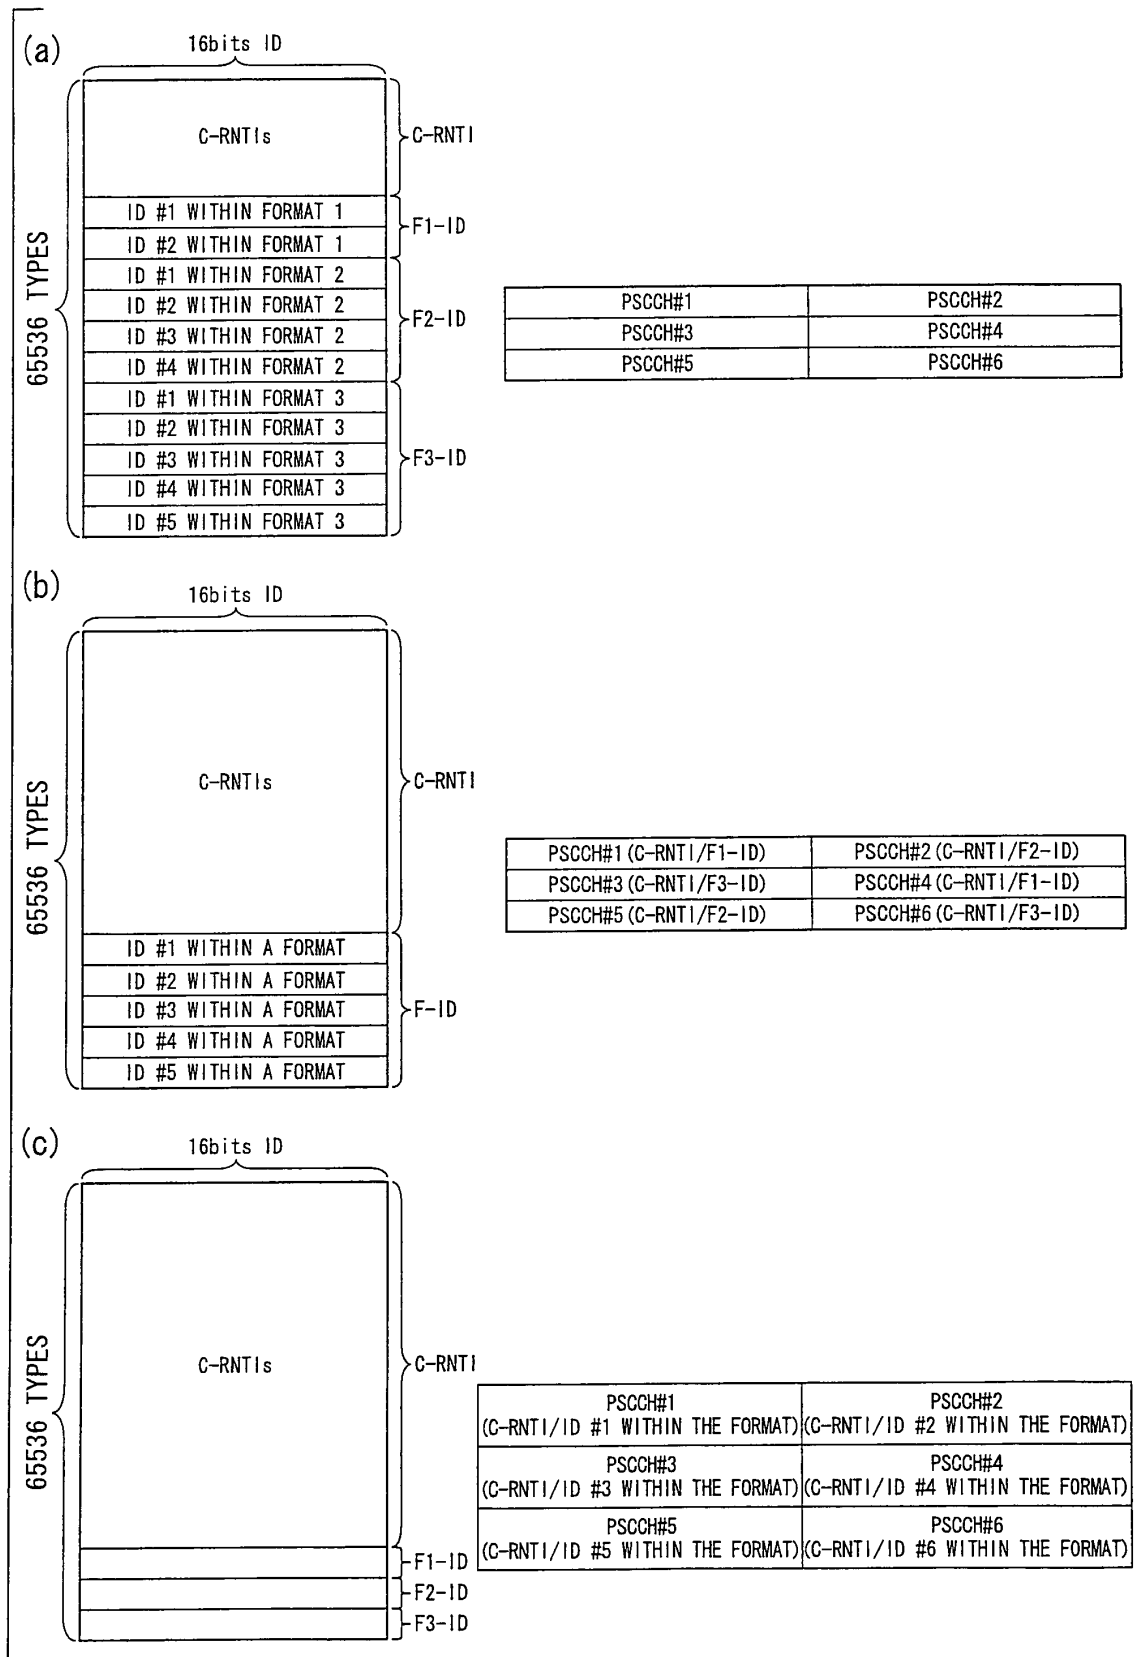 (a)
16bits ID
65536 TYPES
C-RNTIs
C-RNTI
ID #1 WITHIN FORMAT 1
ID #2 WITHIN FORMAT 1
F1-ID
ID #1 WITHIN FORMAT 2
ID #2 WITHIN FORMAT 2
ID #3 WITHIN FORMAT 2
ID #4 WITHIN FORMAT 2
F2-ID
ID #1 WITHIN FORMAT 3
ID #2 WITHIN FORMAT 3
ID #3 WITHIN FORMAT 3
ID #4 WITHIN FORMAT 3
ID #5 WITHIN FORMAT 3
F3-ID
PSCCH#1 PSCCH#2
PSCCH#3 PSCCH#4
PSCCH#5 PSCCH#6
(b)
16bits ID
65536 TYPES
C-RNTIs
C-RNTI
ID #1 WITHIN A FORMAT
ID #2 WITHIN A FORMAT
ID #3 WITHIN A FORMAT
ID #4 WITHIN A FORMAT
ID #5 WITHIN A FORMAT
F-ID
PSCCH#1(C-RNTI/F1-ID) PSCCH#2(C-RNTI/F2-ID)
PSCCH#3(C-RNTI/F3-ID) PSCCH#4(C-RNTI/F1-ID)
PSCCH#5(C-RNTI/F2-ID) PSCCH#6(C-RNTI/F3-ID)
(c)
16bits ID
65536 TYPES
C-RNTIs
C-RNTI
F1-ID
F2-ID
F3-ID
PSCCH#1 PSCCH#2
(C-RNTI/ID #1 WITHIN THE FORMAT) (C-RNTI/ID #2 WITHIN THE FORMAT)
PSCCH#3 PSCCH#4
(C-RNTI/ID #3 WITHIN THE FORMAT) (C-RNTI/ID #4 WITHIN THE FORMAT)
PSCCH#5 PSCCH#6
(C-RNTI/ID #5 WITHIN THE FORMAT) (C-RNTI/ID #6 WITHIN THE FORMAT)